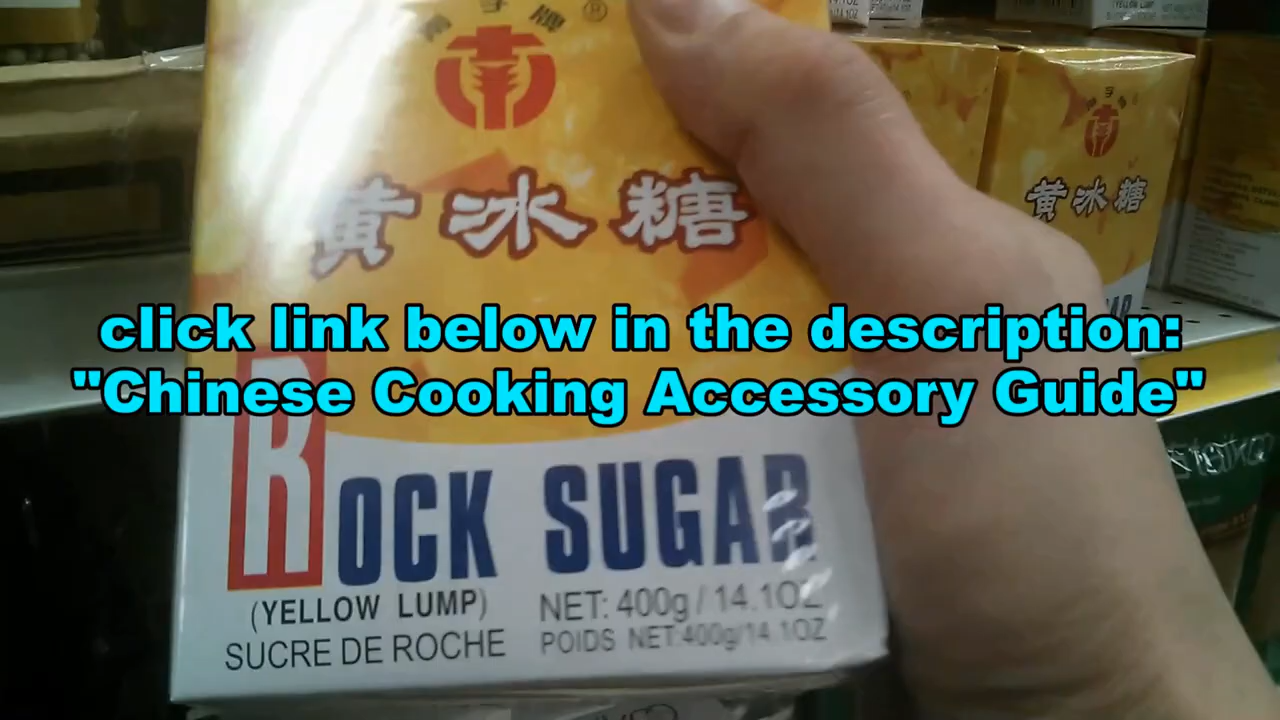 黄冰糖
黄冰糖
click link below in the description:
"Chinese Cooking Accessory Guide"
ROCK SUGAR
(YELLOW LUMP)
NET: 400g / 14.1OZ
SUCRE DE ROCHE
POIDS NET:400g/14.1OZ